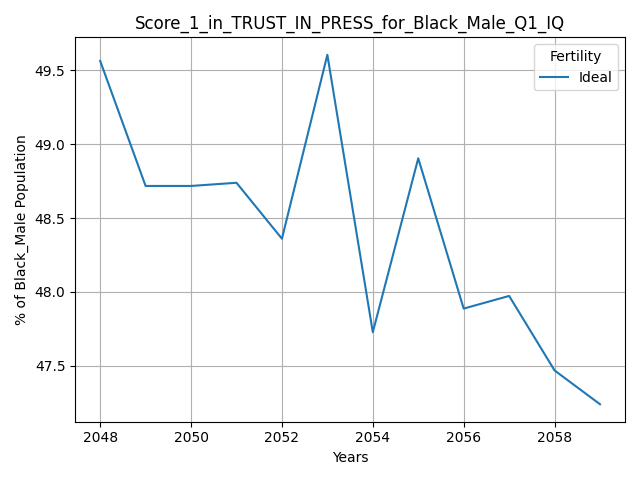 Score_1_in_TRUST_IN_PRESS_for_Black_Male_Q1_IQ
Fertility
Ideal
% of Black_Male Population
49.5
49.0
48.5
48.0
47.5
2048
2050
2052
2054
2056
2058
Years